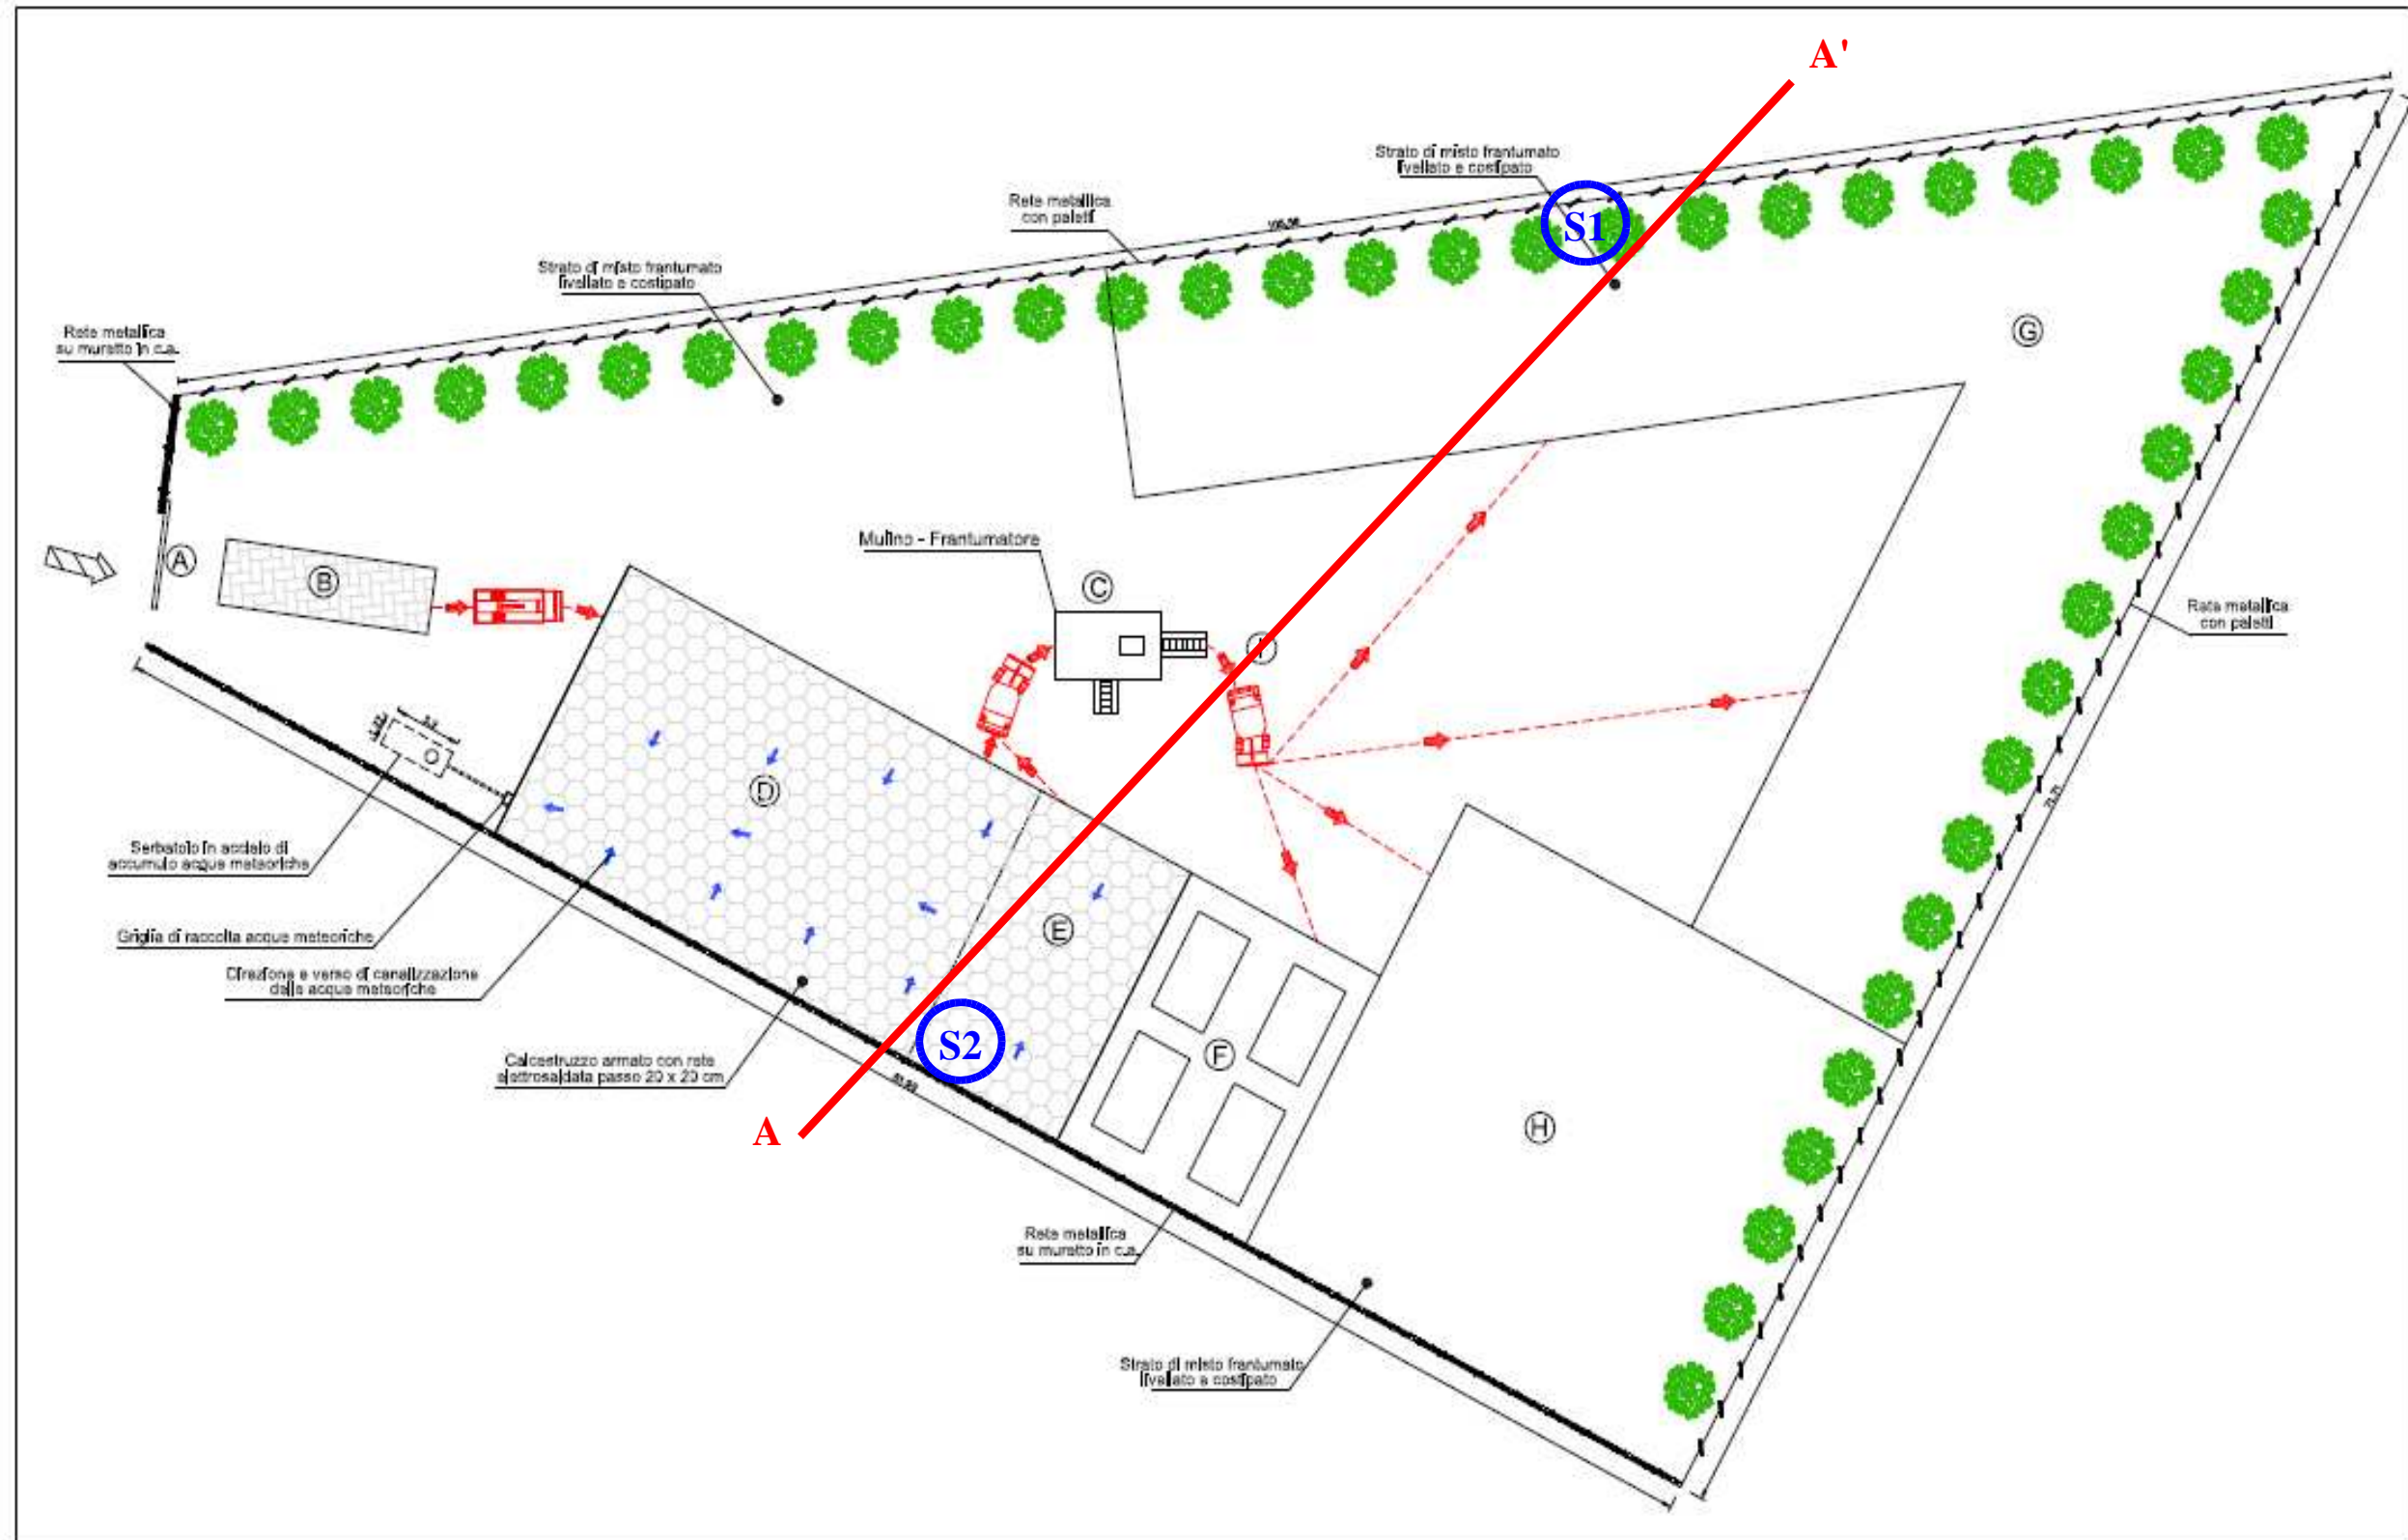 A'
Strato di misto frantumato
livellato e costipato
Rete metallica
con paletti
S1
Strato di misto frantumato
livellato e costipato
Rete metallica
su muretto in c.a.
G
Mulino - Frantumatore
A
B
C
I
Rete metallica
con paletti
D
Serbatoio in acciaio di
accumulo acque meteoriche
E
Griglia di raccolta acque meteoriche
Direzione e verso di canalizzazione
delle acque meteoriche
S2
F
Calcestruzzo armato con rete
elettrosaldata passo 20 x 20 cm
A
H
Rete metallica
su muretto in c.a.
Strato di misto frantumato
livellato e costipato